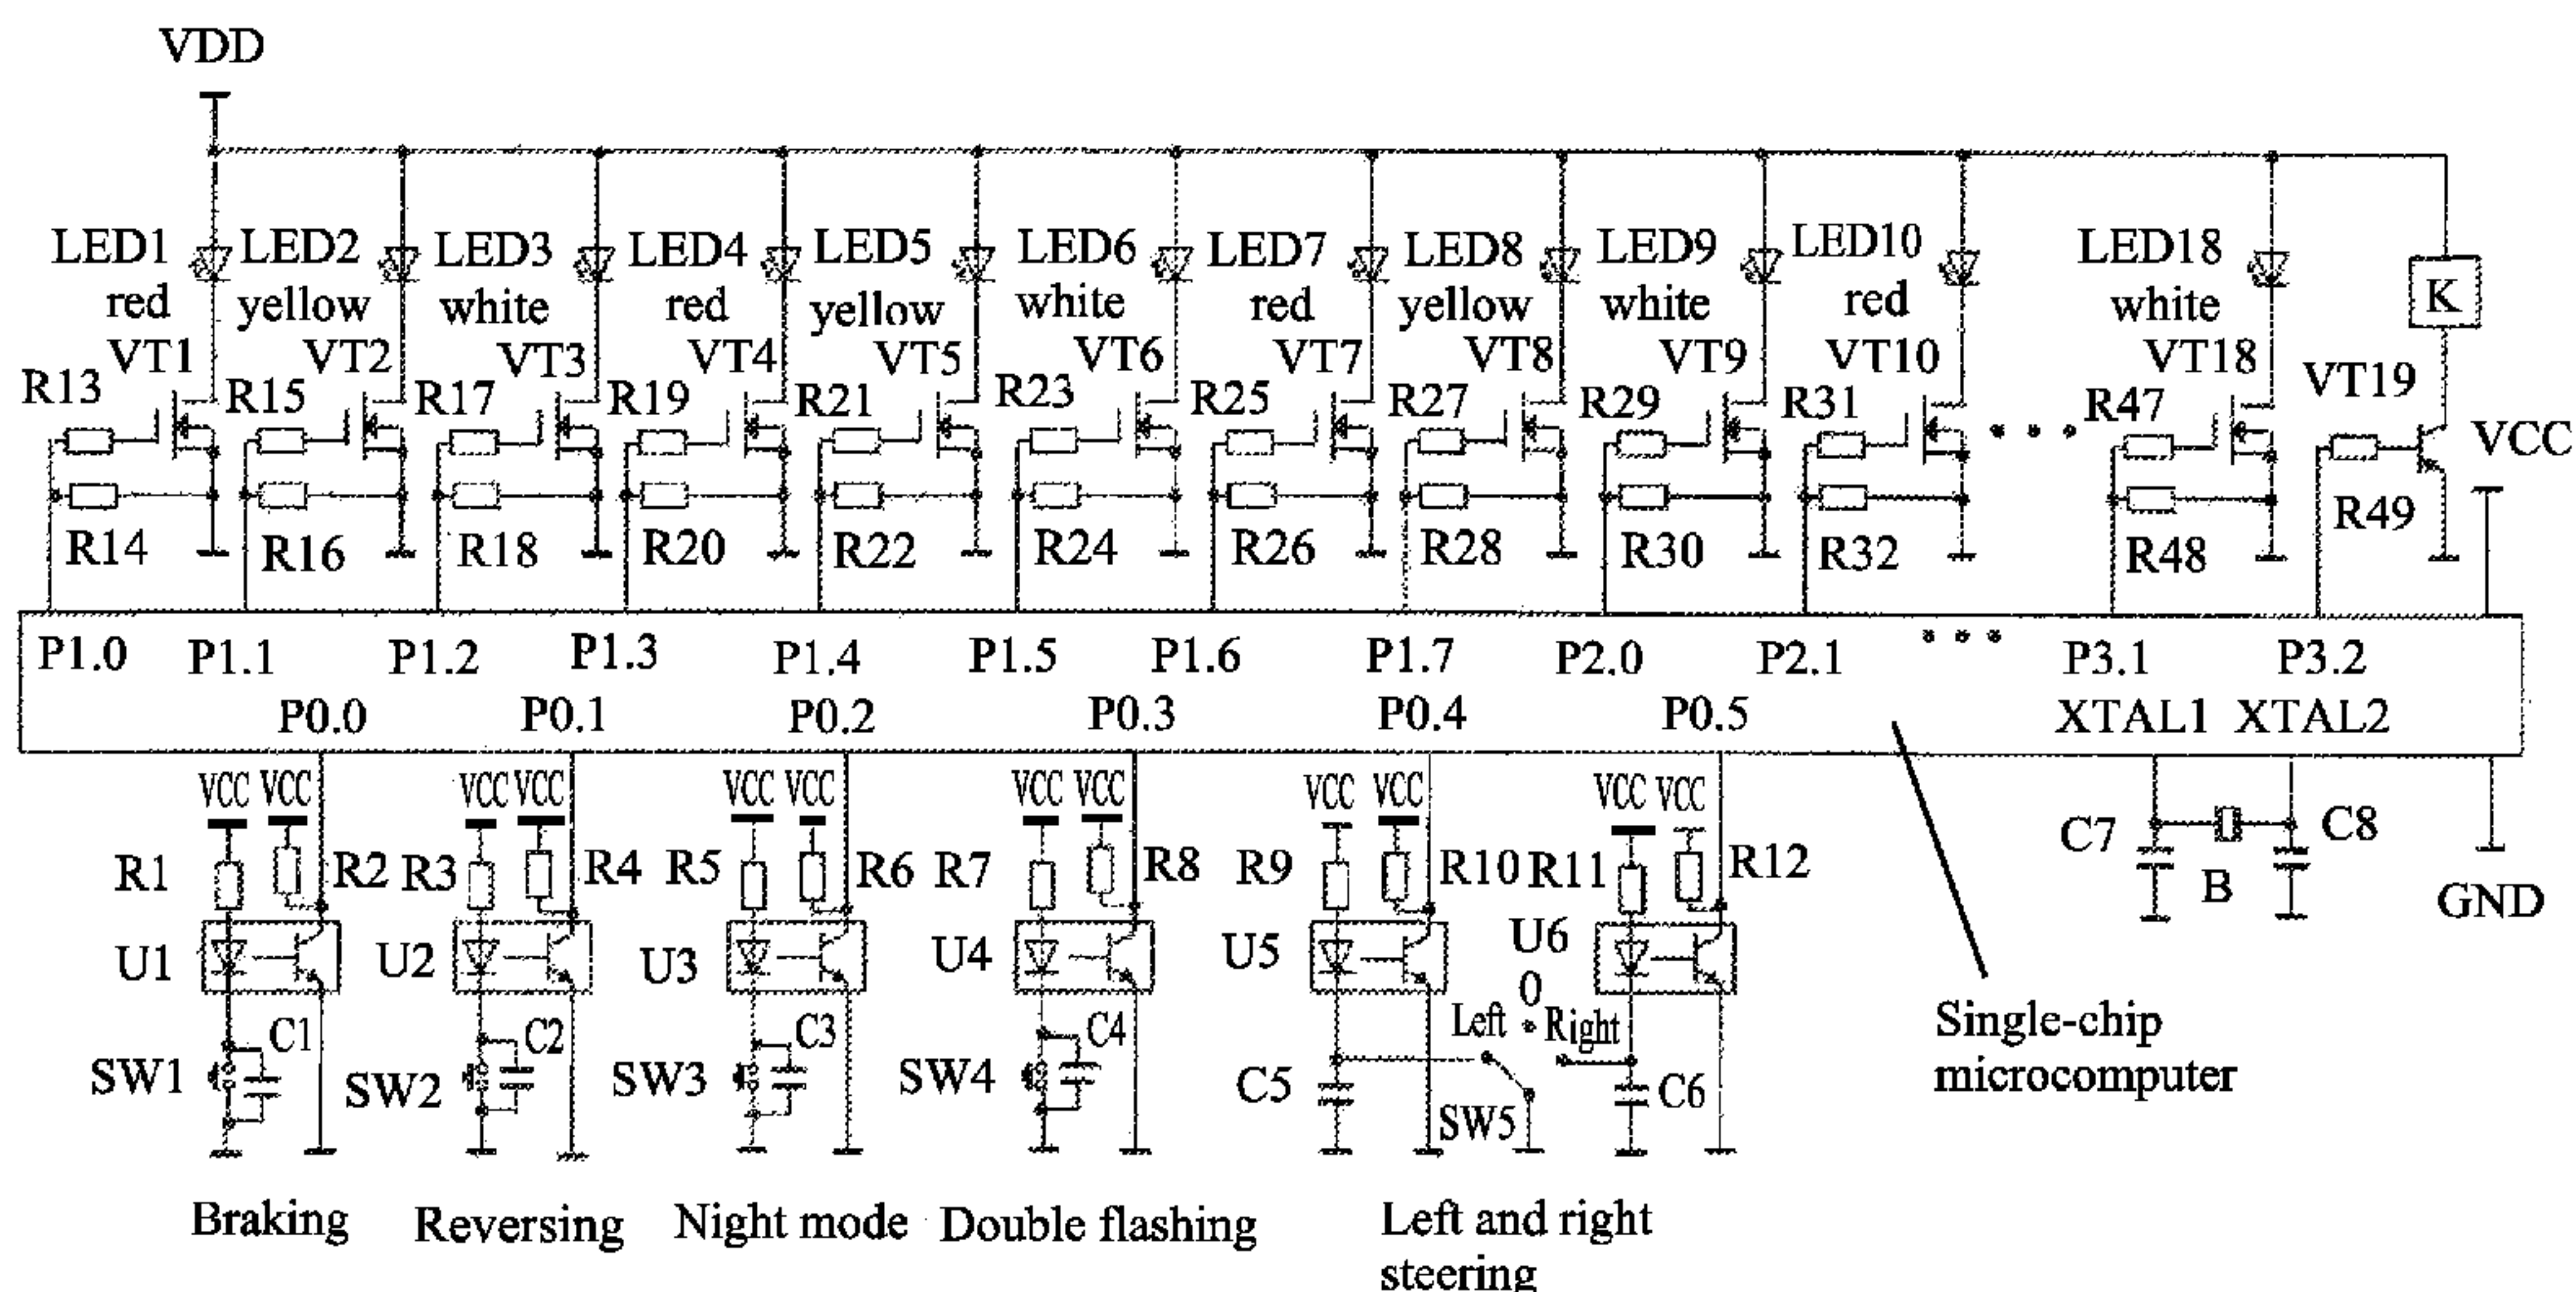 VDD
LED1 LED2 LED3 LED4 LED5 LED6 LED7 LED8 LED9 LED10 LED18
red yellow white red yellow white red yellow white red white K
VT1 VT2 VT3 VT4 VT5 VT6 VT7 VT8 VT9 VT10 VT18 VT19
R13 R15 R17 R19 R21 R23 R25 R27 R29 R31 R47 VCC
R14 R16 R18 R20 R22 R24 R26 R28 R30 R32 R48 R49
P1.0 P1.1 P1.2 P1.3 P1.4 P1.5 P1.6 P1.7 P2.0 P2.1 P3.1 P3.2
P0.0 P0.1 P0.2 P0.3 P0.4 P0.5 XTAL1 XTAL2
VCC VCC VCC VCC VCC VCC VCC VCC VCC VCC VCC VCC
R1 R2 R3 R4 R5 R6 R7 R8 R9 R10 R11 R12 C7 B C8
GND
U1 U2 U3 U4 U5 U6
0
C1 C2 C3 C4 Left Right
SW1 SW2 SW3 SW4 C5 SW5 C6
Single-chip
microcomputer
Braking Reversing Night mode Double flashing Left and right
steering